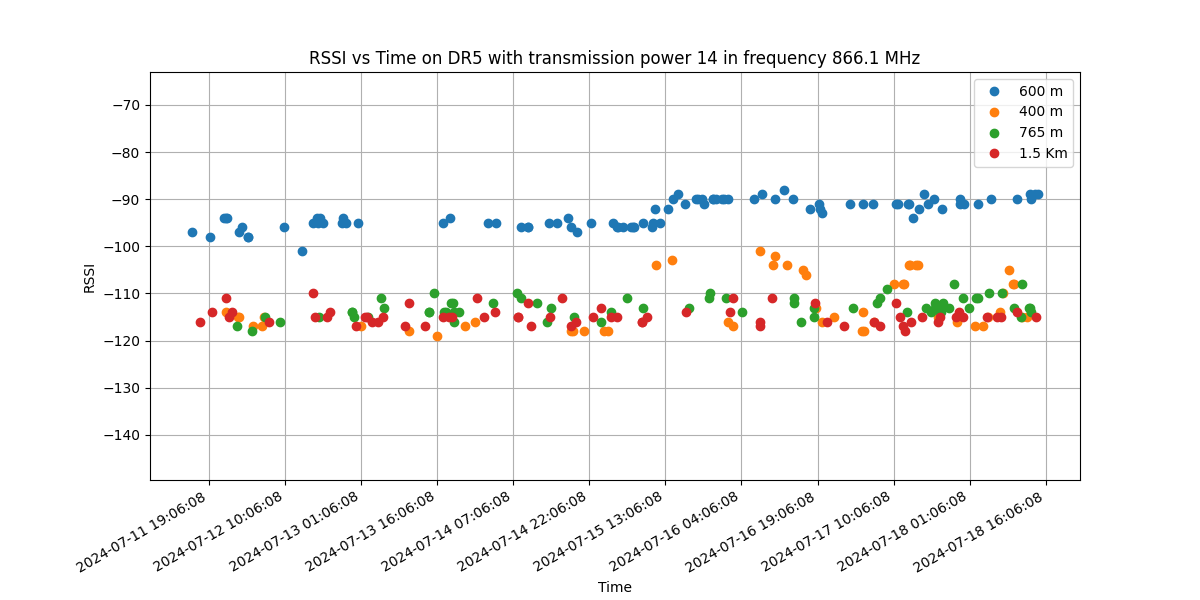 RSSI vs Time on DR5 with transmission power 14 in frequency 866.1 MHz
600 m
400 m
765 m
1.5 Km
RSSI
−70
−80
−90
−100
−110
−120
−130
−140
2024-07-11 19:06:08
2024-07-12 10:06:08
2024-07-13 01:06:08
2024-07-13 16:06:08
2024-07-14 07:06:08
2024-07-14 22:06:08
2024-07-15 13:06:08
2024-07-16 04:06:08
2024-07-16 19:06:08
2024-07-17 10:06:08
2024-07-18 01:06:08
2024-07-18 16:06:08
Time